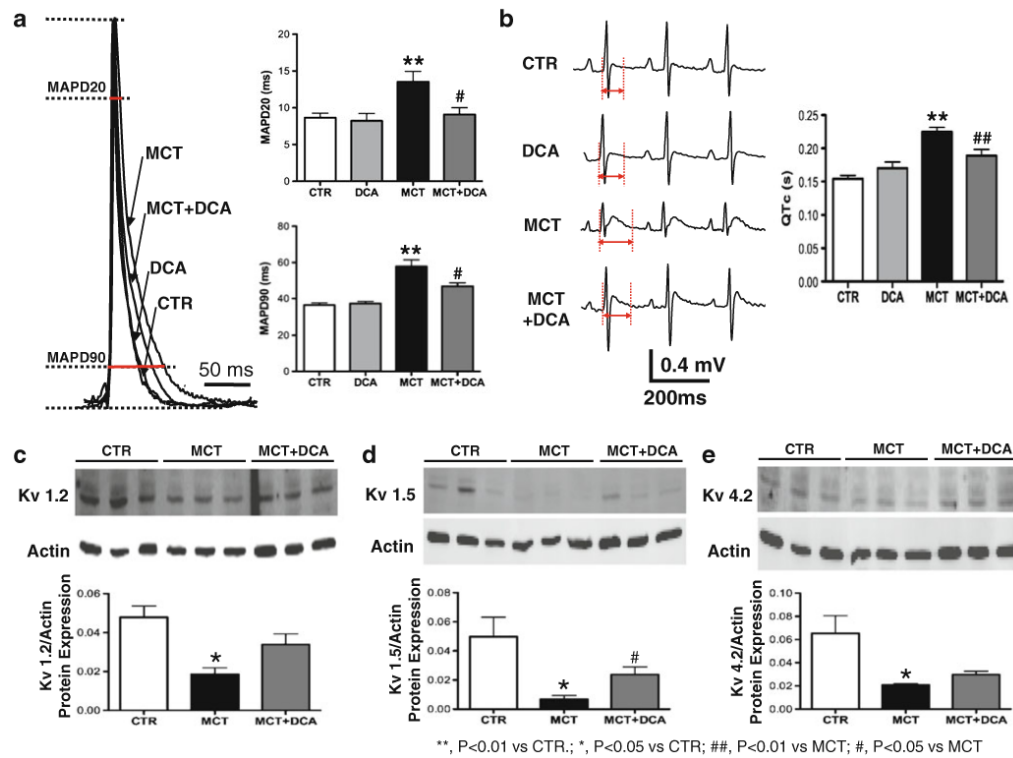 a
MAPD20
MCT
MCT+DCA
DCA
CTR
MAPD90
50 ms
MAPD20 (ms)
20
15
10
5
0
**
#
CTR DCA MCT MCT+DCA
MAPD90 (ms)
80
60
40
20
0
**
#
CTR DCA MCT MCT+DCA
b
CTR
DCA
MCT
MCT
+DCA
0.4 mV
200ms
QTc (s)
0.25
0.20
0.15
0.10
0.05
0.00
**
##
CTR DCA MCT MCT+DCA
c
CTR MCT MCT+DCA
Kv 1.2
Actin
Kv 1.2/Actin
Protein Expression
0.06
0.04
0.02
0.00
*
CTR MCT MCT+DCA
d
CTR MCT MCT+DCA
Kv 1.5
Actin
Kv 1.5/Actin
Protein Expression
0.08
0.06
0.04
0.02
0.00
*
#
CTR MCT MCT+DCA
e
CTR MCT MCT+DCA
Kv 4.2
Actin
Kv 4.2/Actin
Protein Expression
0.10
0.08
0.06
0.04
0.02
0.00
*
CTR MCT MCT+DCA
**, P<0.01 vs CTR.; *, P<0.05 vs CTR; ##, P<0.01 vs MCT; #, P<0.05 vs MCT